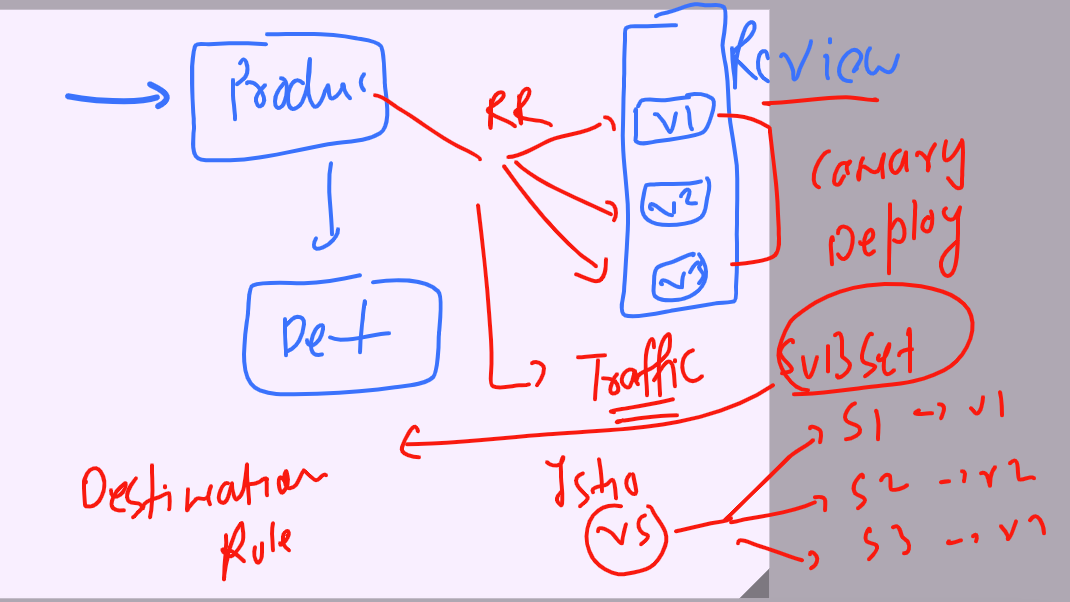 Review
Produc
RR
v1
Canary
Deploy
v2
v3
Det
Traffic
SUBSet
S1 → v1
Istio
Destination
Rule
VS
S2 → v2
S3 → v3